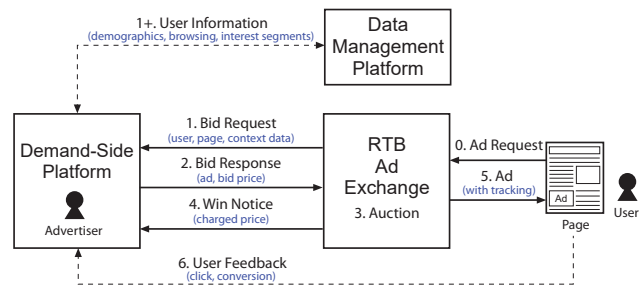 1+. User Information
(demographics, browsing, interest segments)
Data
Management
Platform
Demand-Side
Platform
Advertiser
1. Bid Request
(user, page, context data)
2. Bid Response
(ad, bid price)
4. Win Notice
(charged price)
RTB
Ad
Exchange
3. Auction
0. Ad Request
5. Ad
(with tracking)
Ad
Page
User
6. User Feedback
(click, conversion)